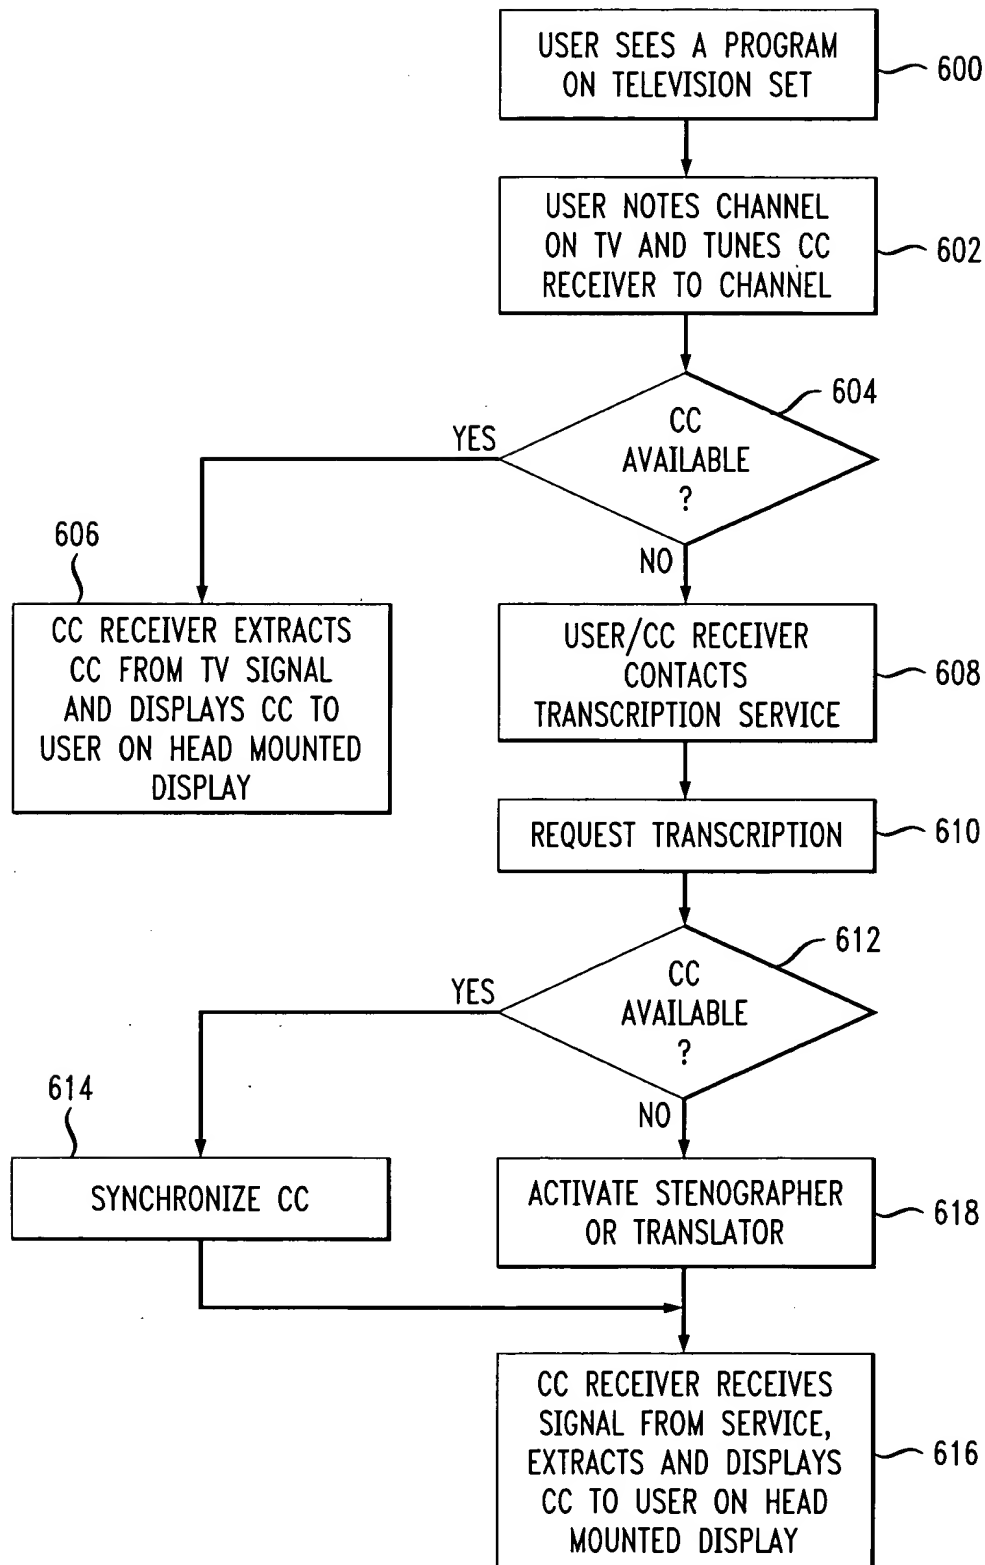 USER SEES A PROGRAM
ON TELEVISION SET
600
USER NOTES CHANNEL
ON TV AND TUNES CC
RECEIVER TO CHANNEL
602
604
CC
AVAILABLE
?
YES
NO
606
CC RECEIVER EXTRACTS
CC FROM TV SIGNAL
AND DISPLAYS CC TO
USER ON HEAD MOUNTED
DISPLAY
USER/CC RECEIVER
CONTACTS
TRANSCRIPTION SERVICE
608
REQUEST TRANSCRIPTION
610
612
CC
AVAILABLE
?
YES
NO
614
SYNCHRONIZE CC
ACTIVATE STENOGRAPHER
OR TRANSLATOR
618
CC RECEIVER RECEIVES
SIGNAL FROM SERVICE,
EXTRACTS AND DISPLAYS
CC TO USER ON HEAD
MOUNTED DISPLAY
616